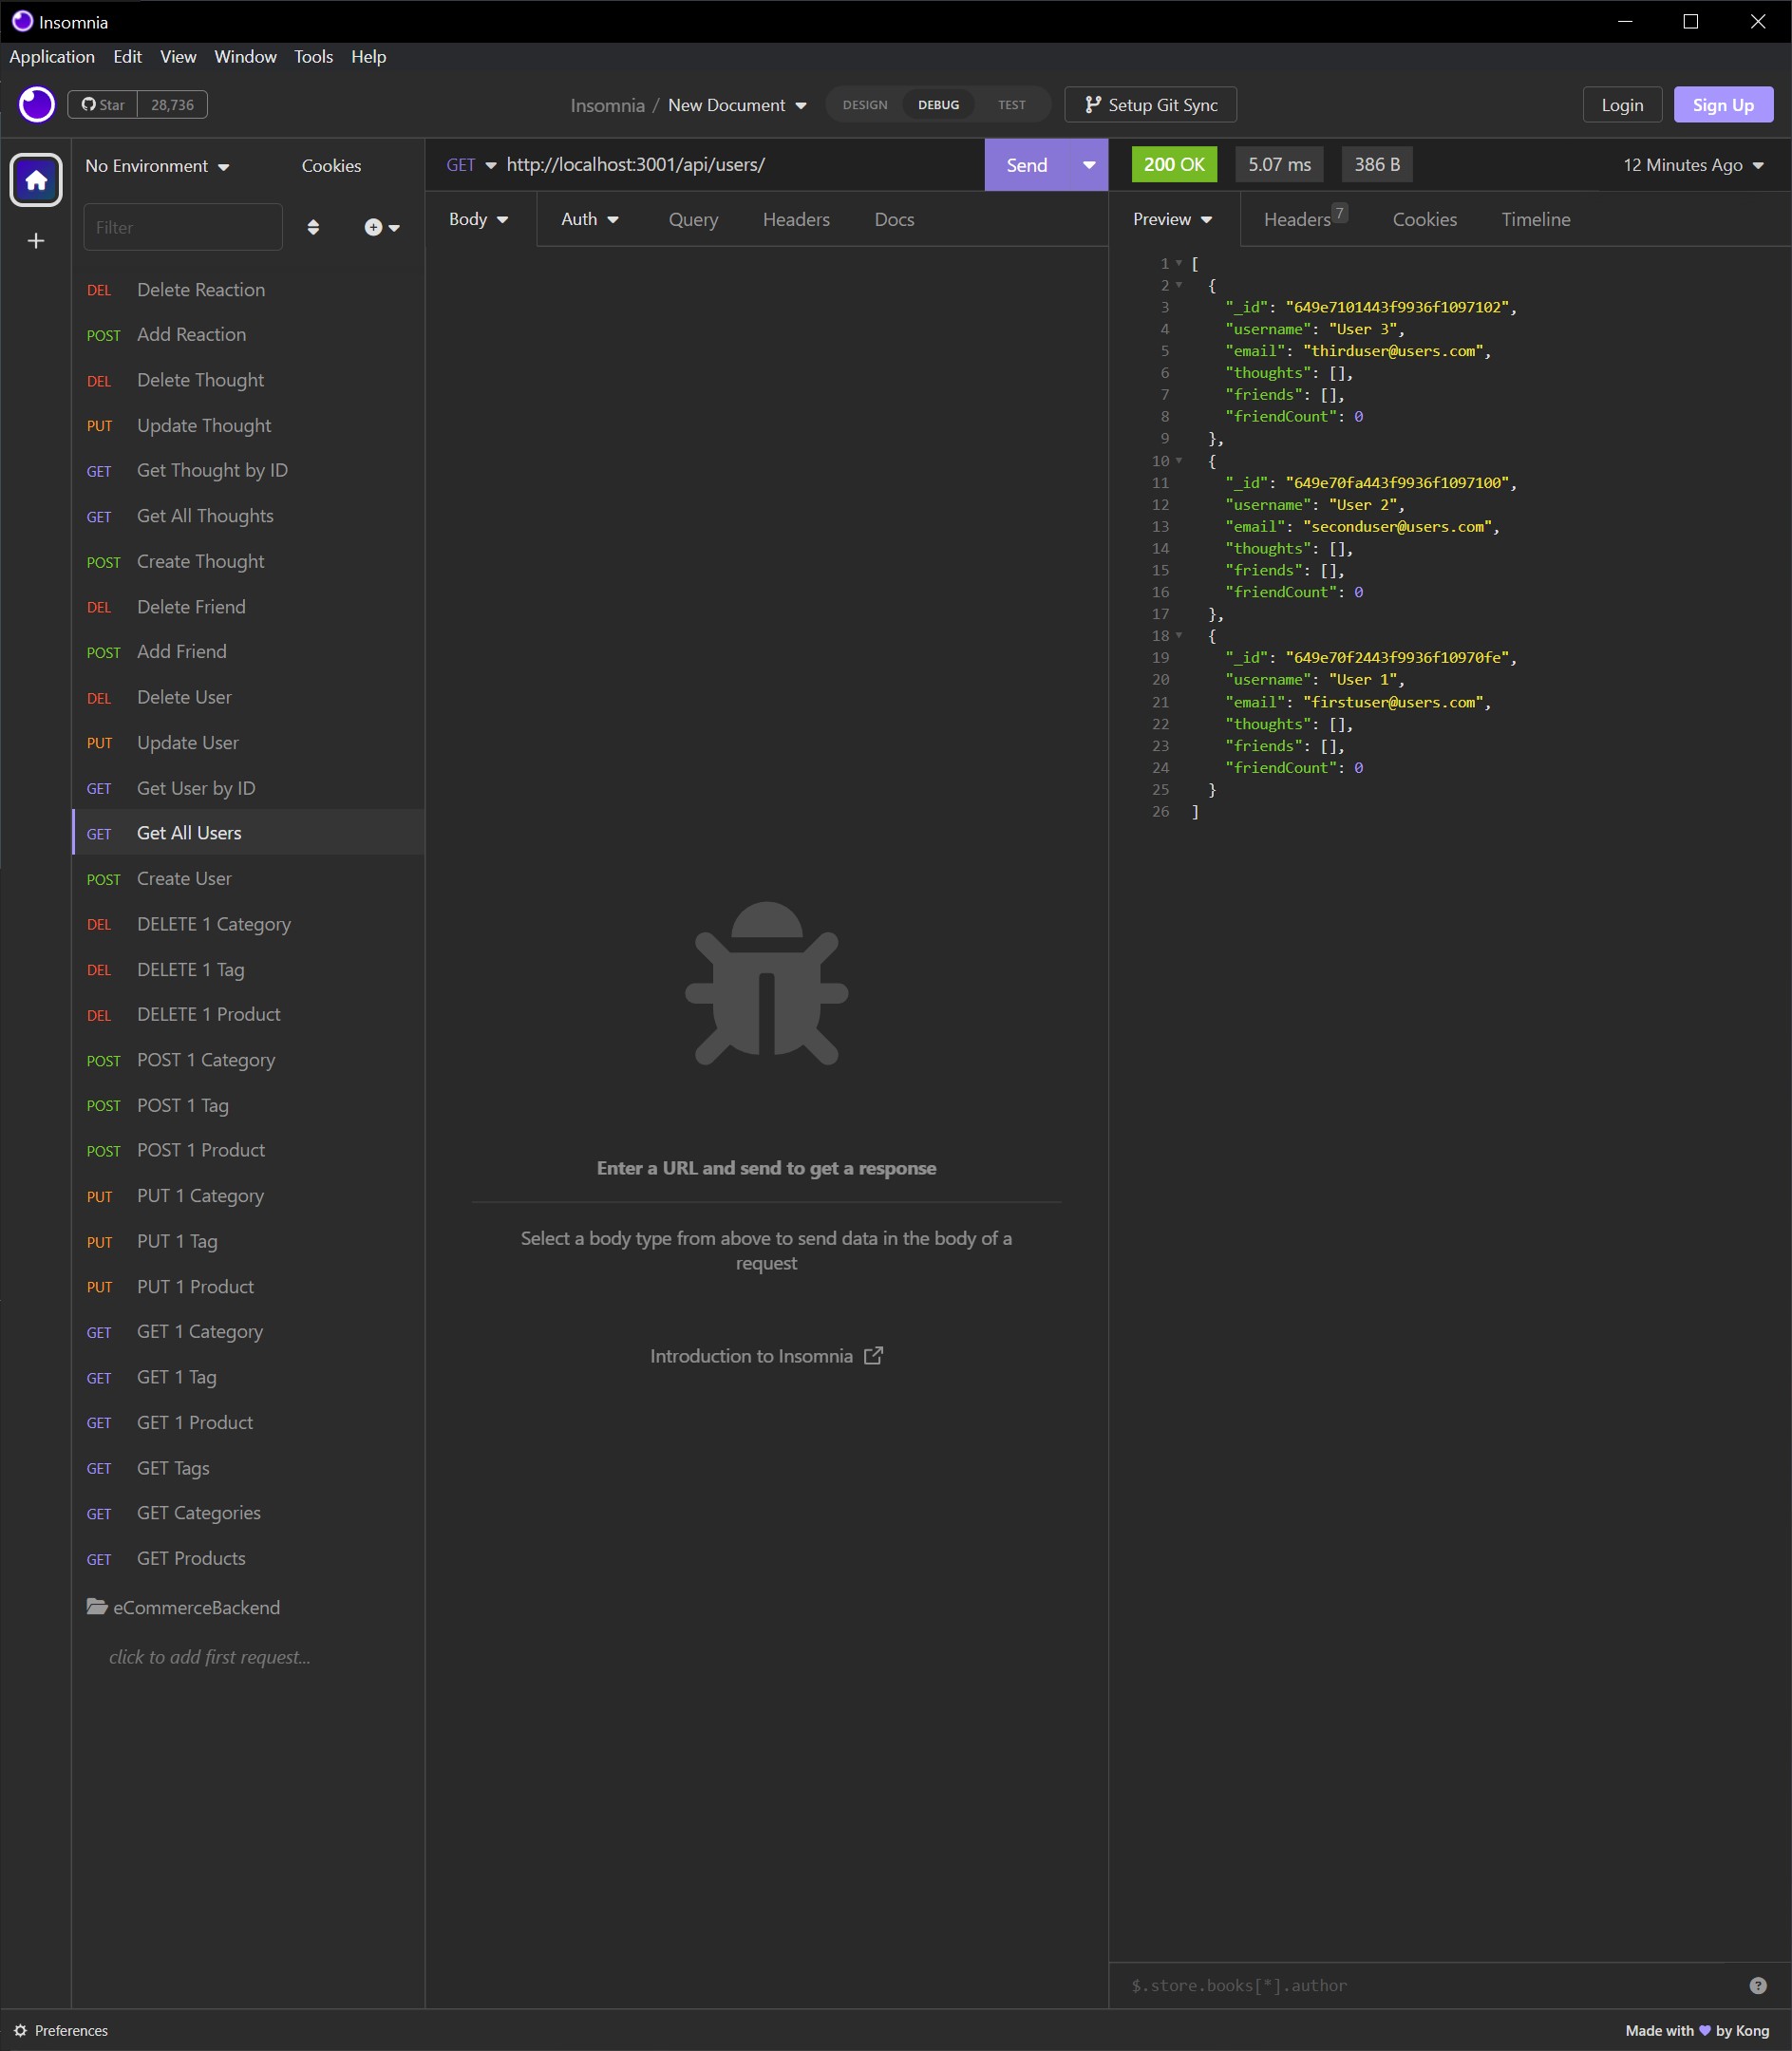 Insomnia
Application Edit View Window Tools Help
Star 28,736
Insomnia / New Document
DESIGN DEBUG TEST
Setup Git Sync
Login Sign Up
No Environment Cookies
Filter
DEL Delete Reaction
POST Add Reaction
DEL Delete Thought
PUT Update Thought
GET Get Thought by ID
GET Get All Thoughts
POST Create Thought
DEL Delete Friend
POST Add Friend
DEL Delete User
PUT Update User
GET Get User by ID
GET Get All Users
POST Create User
DEL DELETE 1 Category
DEL DELETE 1 Tag
DEL DELETE 1 Product
POST POST 1 Category
POST POST 1 Tag
POST POST 1 Product
PUT PUT 1 Category
PUT PUT 1 Tag
PUT PUT 1 Product
GET GET 1 Category
GET GET 1 Tag
GET GET 1 Product
GET GET Tags
GET GET Categories
GET GET Products
eCommerceBackend
click to add first request...
GET http://localhost:3001/api/users/ Send
Body Auth Query Headers Docs
Enter a URL and send to get a response
Select a body type from above to send data in the body of a
request
Introduction to Insomnia
200 OK 5.07 ms 386 B 12 Minutes Ago
Preview Headers 7 Cookies Timeline
1 [
2 {
3 "_id": "649e7101443f9936f1097102",
4 "username": "User 3",
5 "email": "thirduser@users.com",
6 "thoughts": [],
7 "friends": [],
8 "friendCount": 0
9 },
10 {
11 "_id": "649e70fa443f9936f1097100",
12 "username": "User 2",
13 "email": "seconduser@users.com",
14 "thoughts": [],
15 "friends": [],
16 "friendCount": 0
17 },
18 {
19 "_id": "649e70f2443f9936f10970fe",
20 "username": "User 1",
21 "email": "firstuser@users.com",
22 "thoughts": [],
23 "friends": [],
24 "friendCount": 0
25 }
26 ]
$.store.books[*].author
Preferences
Made with by Kong